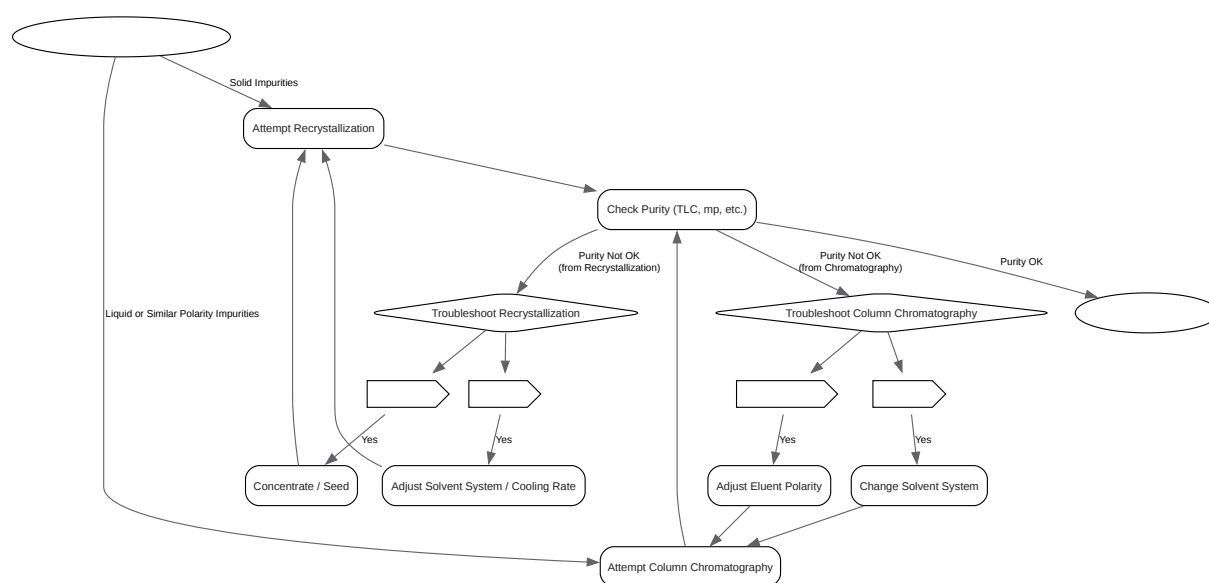 Solid Impurities
Attempt Recrystallization
Check Purity (TLC, mp, etc.)
Purity Not OK
(from Recrystallization)
Purity Not OK
(from Chromatography)
Purity OK
Liquid or Similar Polarity Impurities
Troubleshoot Recrystallization
Troubleshoot Column Chromatography
Yes
Yes
Yes
Yes
Concentrate / Seed
Adjust Solvent System / Cooling Rate
Adjust Eluent Polarity
Change Solvent System
Attempt Column Chromatography